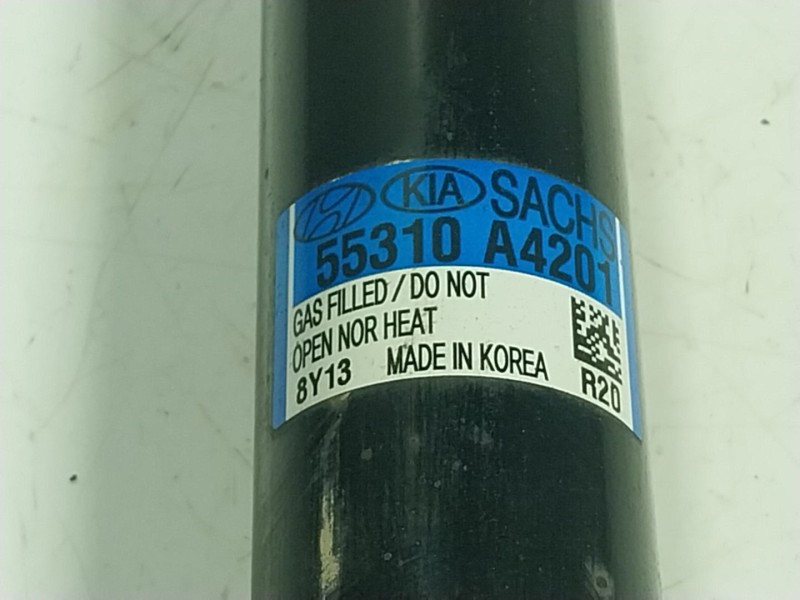 KIA SACHS
55310 A4201
GAS FILLED / DO NOT
OPEN NOR HEAT
8Y13 MADE IN KOREA R20